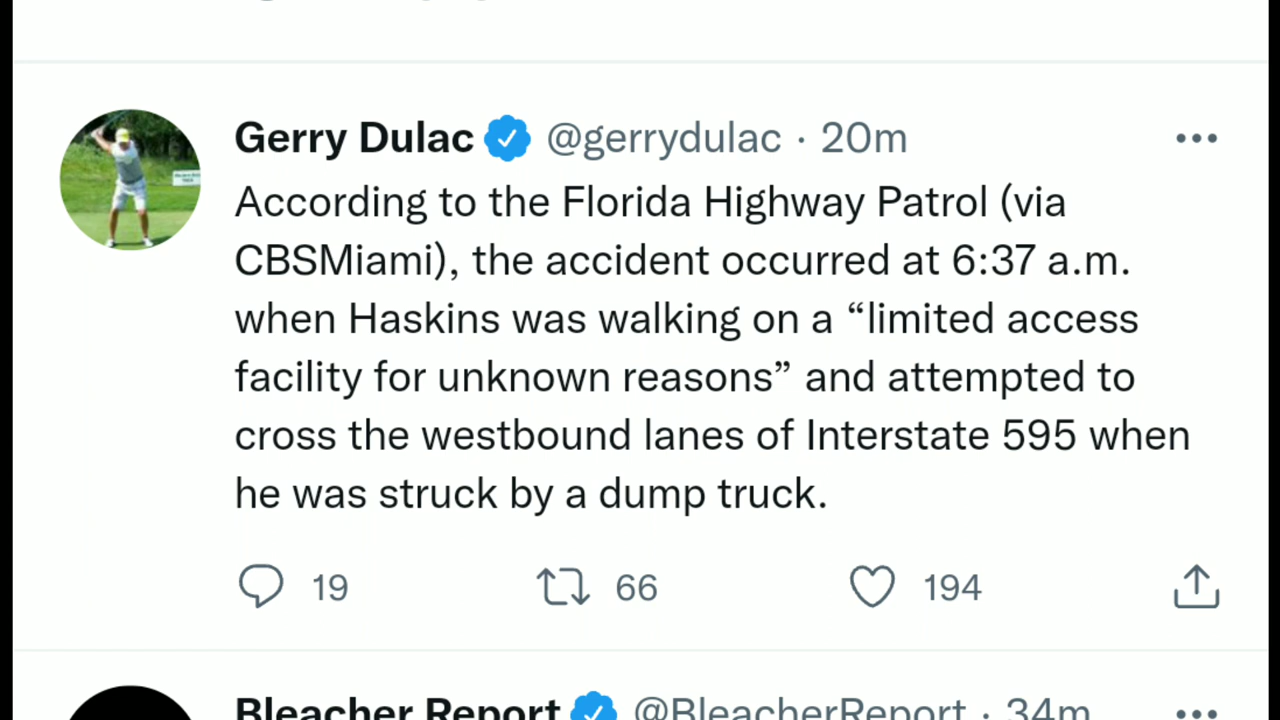 Gerry Dulac @gerrydulac · 20m
According to the Florida Highway Patrol (via
CBSMiami), the accident occurred at 6:37 a.m.
when Haskins was walking on a “limited access
facility for unknown reasons” and attempted to
cross the westbound lanes of Interstate 595 when
he was struck by a dump truck.
19 66 194
Bleacher Report @BleacherReport · 34m